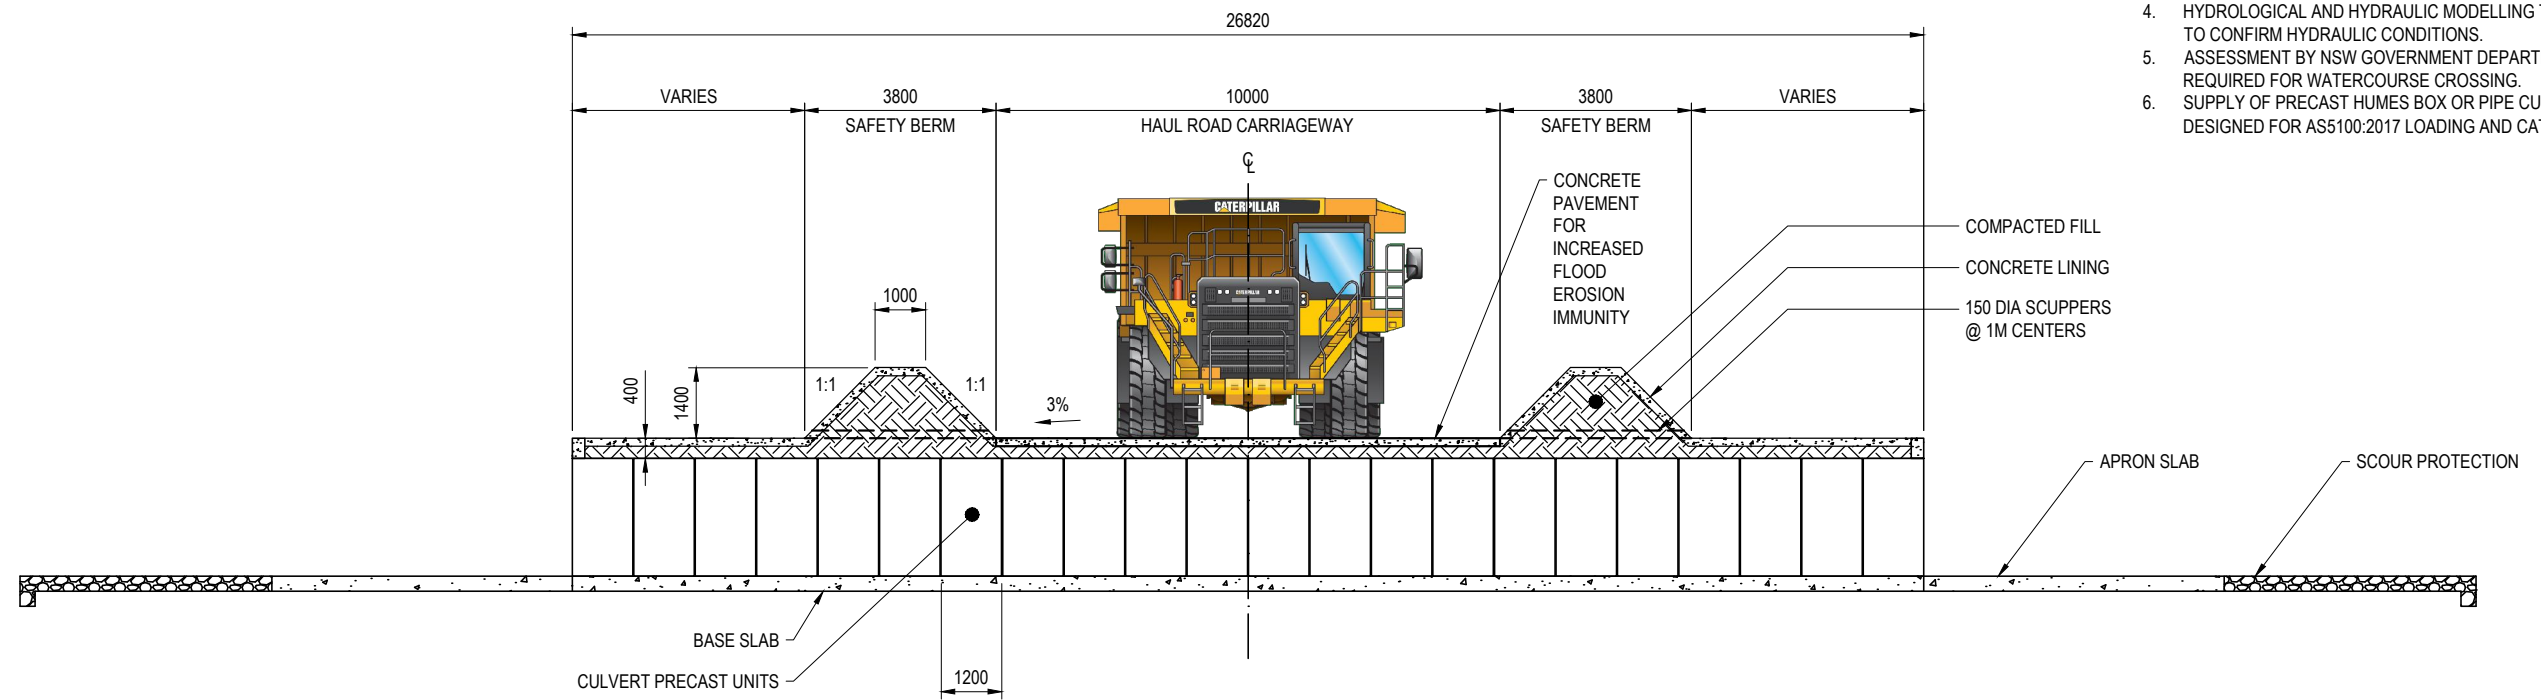 26820
VARIES
3800
10000
3800
VARIES
SAFETY BERM
HAUL ROAD CARRIAGEWAY
SAFETY BERM
4. HYDROLOGICAL AND HYDRAULIC MODELLING
TO CONFIRM HYDRAULIC CONDITIONS.
5. ASSESSMENT BY NSW GOVERNMENT DEPART
REQUIRED FOR WATERCOURSE CROSSING.
6. SUPPLY OF PRECAST HUMES BOX OR PIPE CU
DESIGNED FOR AS5100:2017 LOADING AND CAT
CONCRETE
PAVEMENT
FOR
INCREASED
FLOOD
EROSION
IMMUNITY
CATERPILLAR
CATERPILLAR
COMPACTED FILL
CONCRETE LINING
150 DIA SCUPPERS
@ 1M CENTERS
1000
400
1400
1:1
1:1
3%
APRON SLAB
SCOUR PROTECTION
BASE SLAB
CULVERT PRECAST UNITS
1200